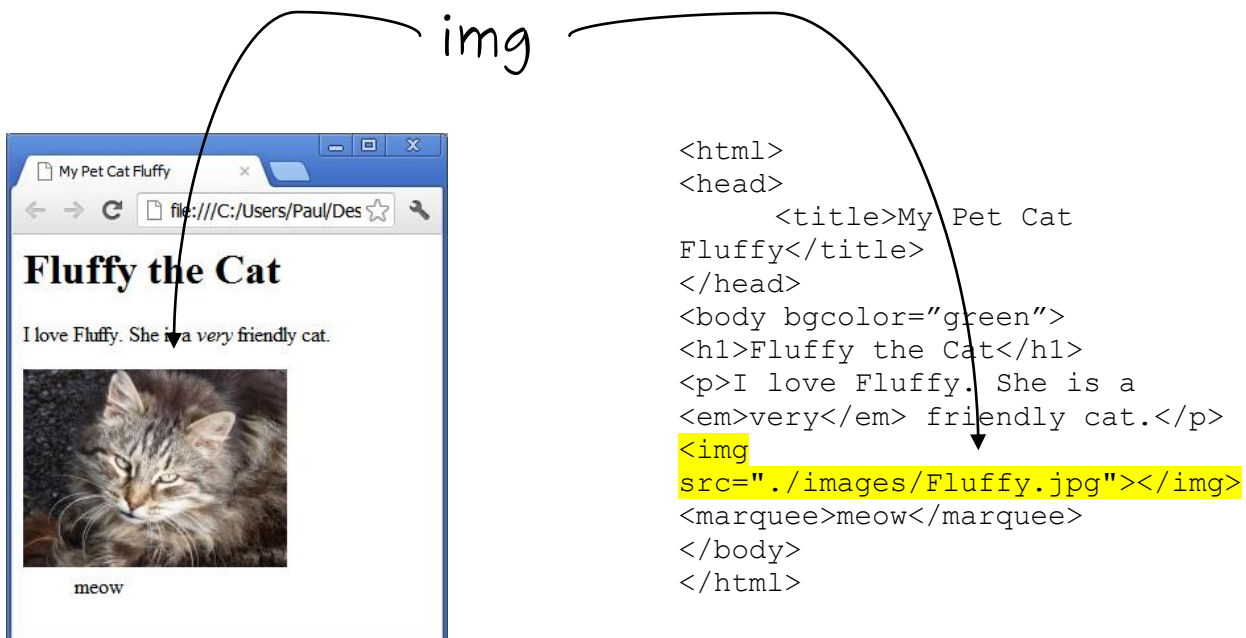 img
My Pet Cat Fluffy
file:///C:/Users/Paul/Des
Fluffy the Cat
I love Fluffy. She is a very friendly cat.
meow
<html>
<head>
<title>My Pet Cat
Fluffy</title>
</head>
<body bgcolor=”green”>
<h1>Fluffy the Cat</h1>
<p>I love Fluffy. She is a
<em>very</em> friendly cat.</p>
<img
src="./images/Fluffy.jpg"></img>
<marquee>meow</marquee>
</body>
</html>